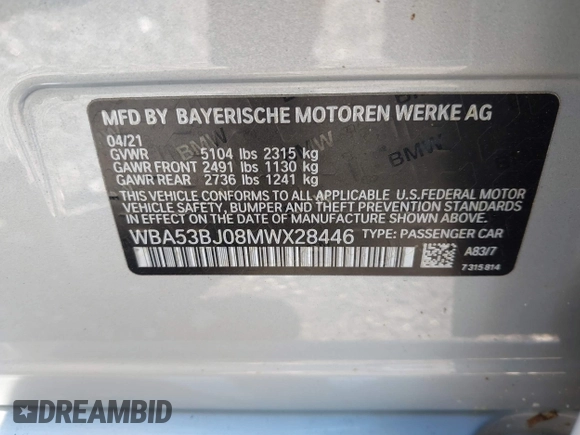 MFD BY BAYERISCHE MOTOREN WERKE AG
04/21
GVWR 5104 lbs 2315 kg
GAWR FRONT 2491 lbs 1130 kg
GAWR REAR 2736 lbs 1241 kg
THIS VEHICLE CONFORMS TO ALL APPLICABLE U.S.FEDERAL MOTOR
VEHICLE SAFETY, BUMPER, AND THEFT PREVENTION STANDARDS
IN EFFECT ON THE DATE OF MANUFACTURE SHOWN ABOVE.
WBA53BJ08MWX28446 TYPE: PASSENGER CAR
A83/7
7315814
BMW
BMW
DREAMBID